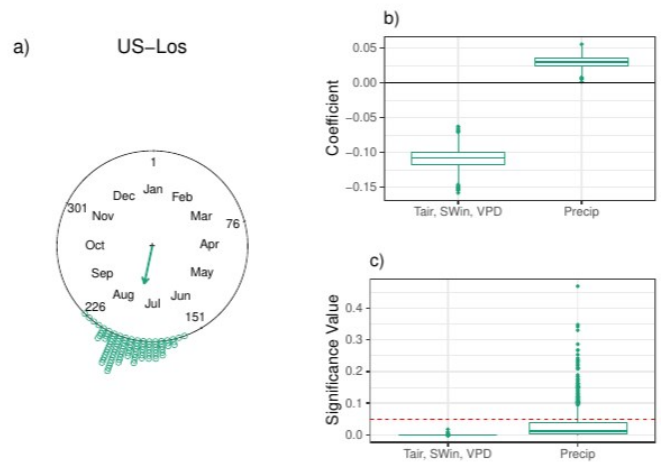 a)
US−Los
1
Dec Jan Feb
301
Nov Mar
76
Oct Apr
Sep May
Aug Jul Jun
226
151
b)
Coefficient
0.05
0.00
−0.05
−0.10
−0.15
Tair, SWin, VPD Precip
c)
Significance Value
0.4
0.3
0.2
0.1
0.0
Tair, SWin, VPD Precip